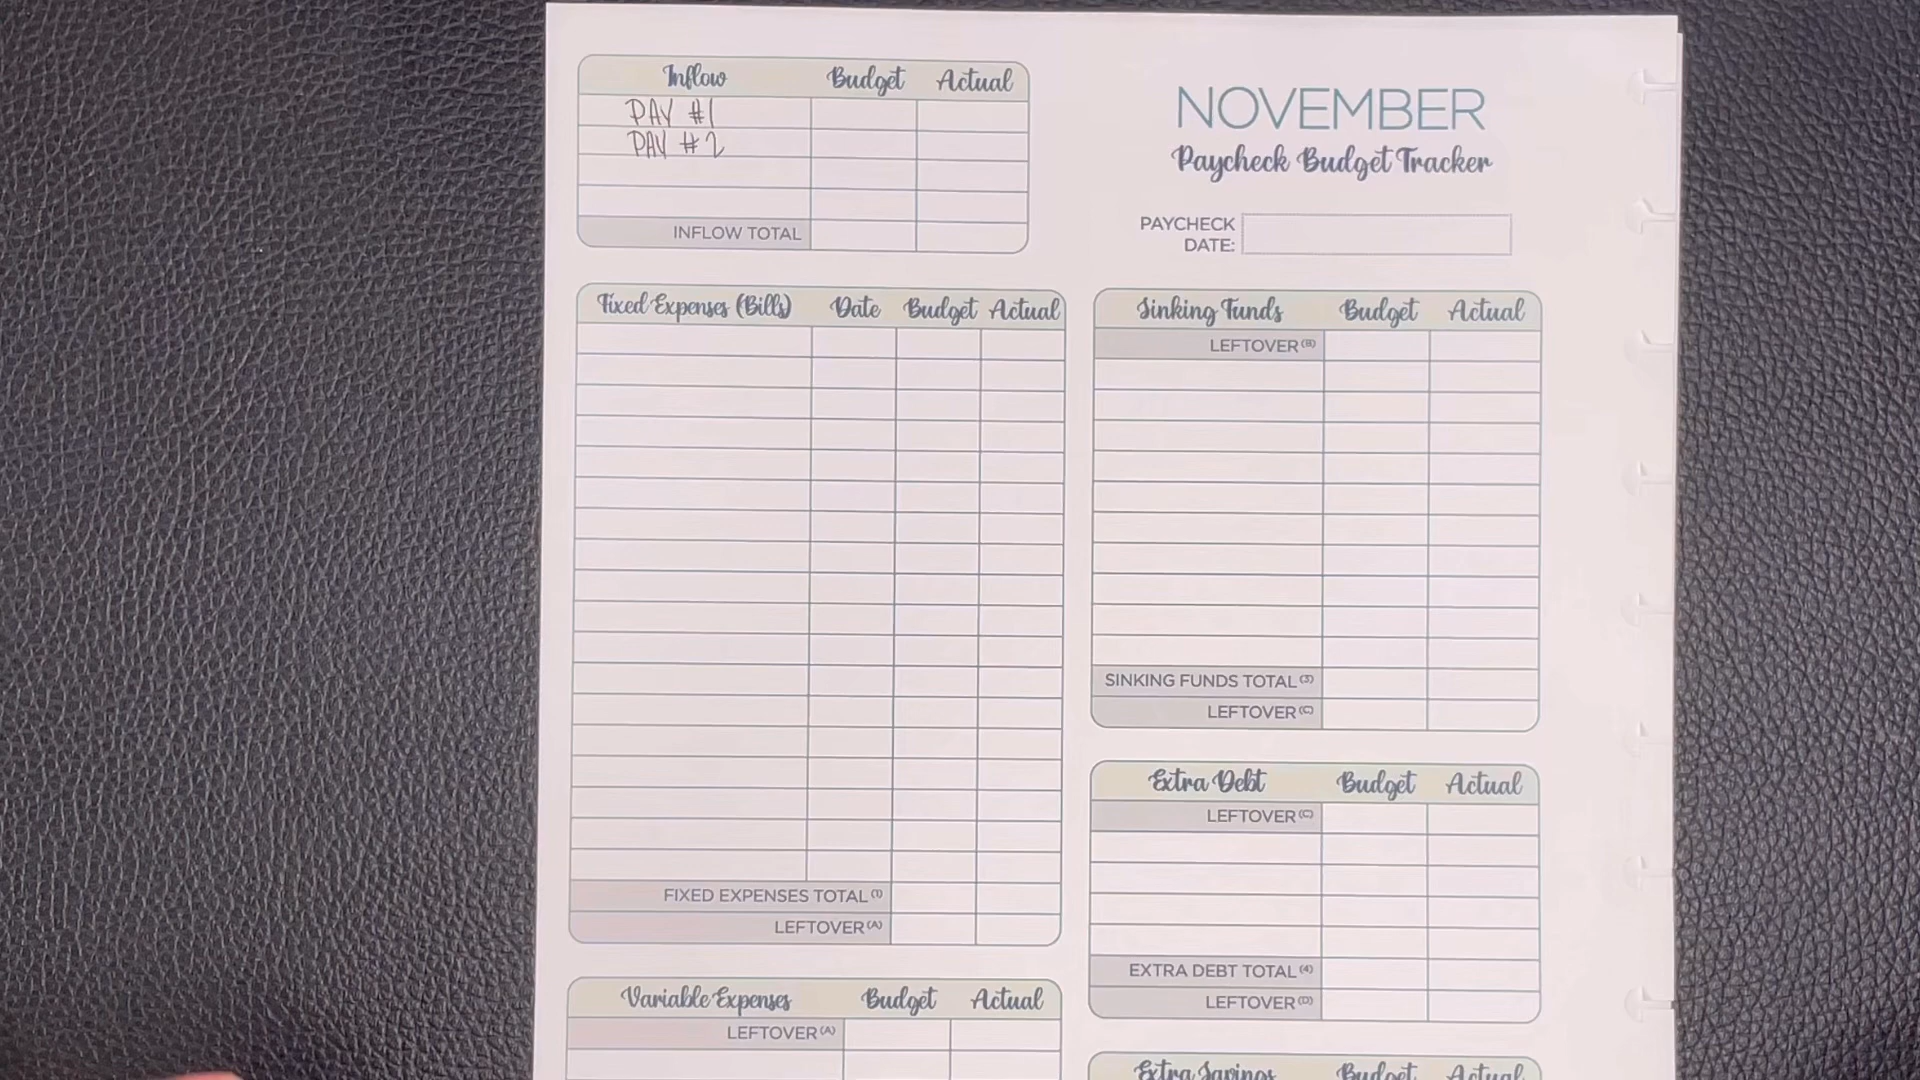 Inflow Budget Actual
PAY #1
PAY #2
INFLOW TOTAL
NOVEMBER
Paycheck Budget Tracker
PAYCHECK
DATE:
Fixed Expenses (Bills) Date Budget Actual
FIXED EXPENSES TOTAL (1)
LEFTOVER (A)
Variable Expenses Budget Actual
LEFTOVER (A)
Sinking Funds Budget Actual
LEFTOVER (B)
SINKING FUNDS TOTAL (3)
LEFTOVER (C)
Extra Debt Budget Actual
LEFTOVER (C)
EXTRA DEBT TOTAL (4)
LEFTOVER (D)
Extra Savings Budget Actual